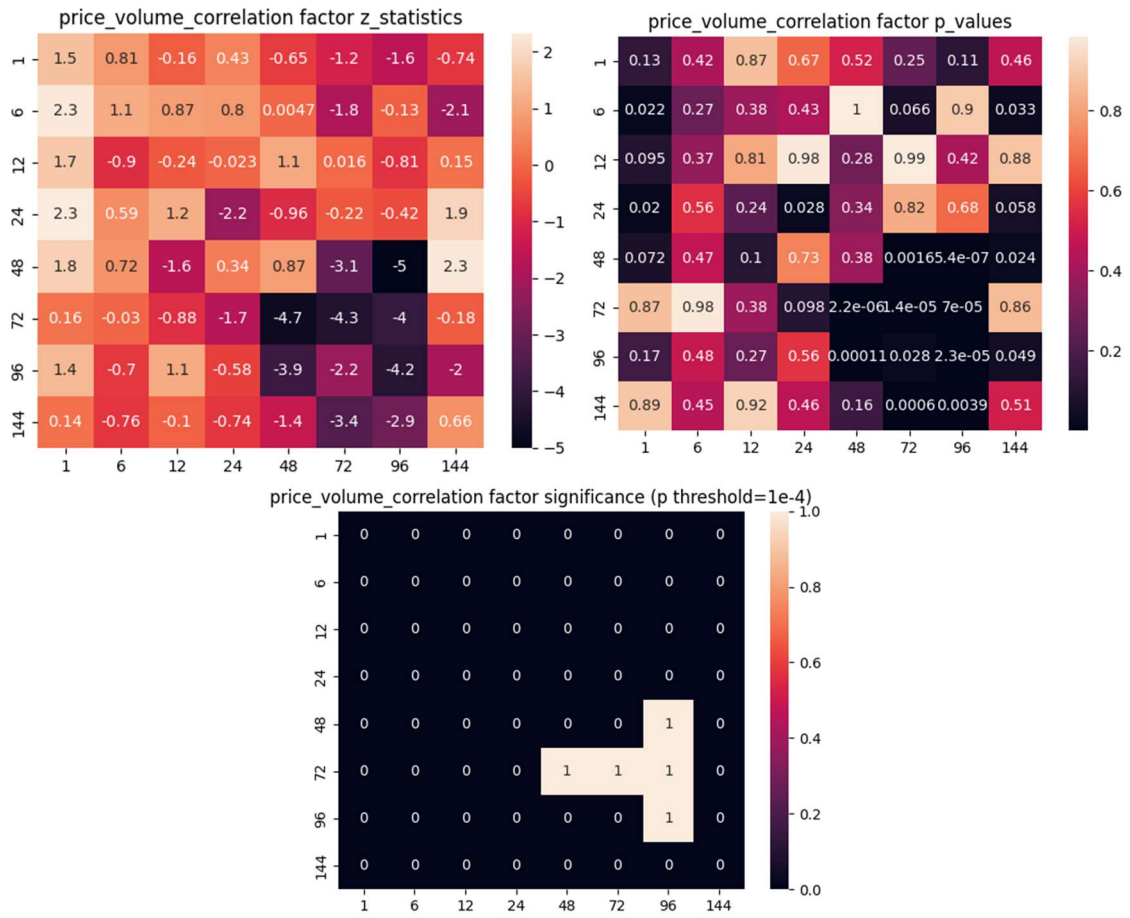 price_volume_correlation factor z_statistics
1 1.5 0.81 -0.16 0.43 -0.65 -1.2 -1.6 -0.74
6 2.3 1.1 0.87 0.8 0.0047 -1.8 -0.13 -2.1
12 1.7 -0.9 -0.24 -0.023 1.1 0.016 -0.81 0.15
24 2.3 0.59 1.2 -2.2 -0.96 -0.22 -0.42 1.9
48 1.8 0.72 -1.6 0.34 0.87 -3.1 -5 2.3
72 0.16 -0.03 -0.88 -1.7 -4.7 -4.3 -4 -0.18
96 1.4 -0.7 1.1 -0.58 -3.9 -2.2 -4.2 -2
144 0.14 -0.76 -0.1 -0.74 -1.4 -3.4 -2.9 0.66
1 6 12 24 48 72 96 144
2
1
0
-1
-2
-3
-4
-5
price_volume_correlation factor p_values
1 0.13 0.42 0.87 0.67 0.52 0.25 0.11 0.46
6 0.022 0.27 0.38 0.43 1 0.066 0.9 0.033
12 0.095 0.37 0.81 0.98 0.28 0.99 0.42 0.88
24 0.02 0.56 0.24 0.028 0.34 0.82 0.68 0.058
48 0.072 0.47 0.1 0.73 0.38 0.0016 5.4e-07 0.024
72 0.87 0.98 0.38 0.098 2.2e-06 1.4e-05 7e-05 0.86
96 0.17 0.48 0.27 0.56 0.00011 0.028 2.3e-05 0.049
144 0.89 0.45 0.92 0.46 0.16 0.0006 0.0039 0.51
1 6 12 24 48 72 96 144
0.8
0.6
0.4
0.2
price_volume_correlation factor significance (p threshold=1e-4)
1 0 0 0 0 0 0 0 0
6 0 0 0 0 0 0 0 0
12 0 0 0 0 0 0 0 0
24 0 0 0 0 0 0 0 0
48 0 0 0 0 0 0 1 0
72 0 0 0 0 1 1 1 0
96 0 0 0 0 0 0 1 0
144 0 0 0 0 0 0 0 0
1 6 12 24 48 72 96 144
1.0
0.8
0.6
0.4
0.2
0.0